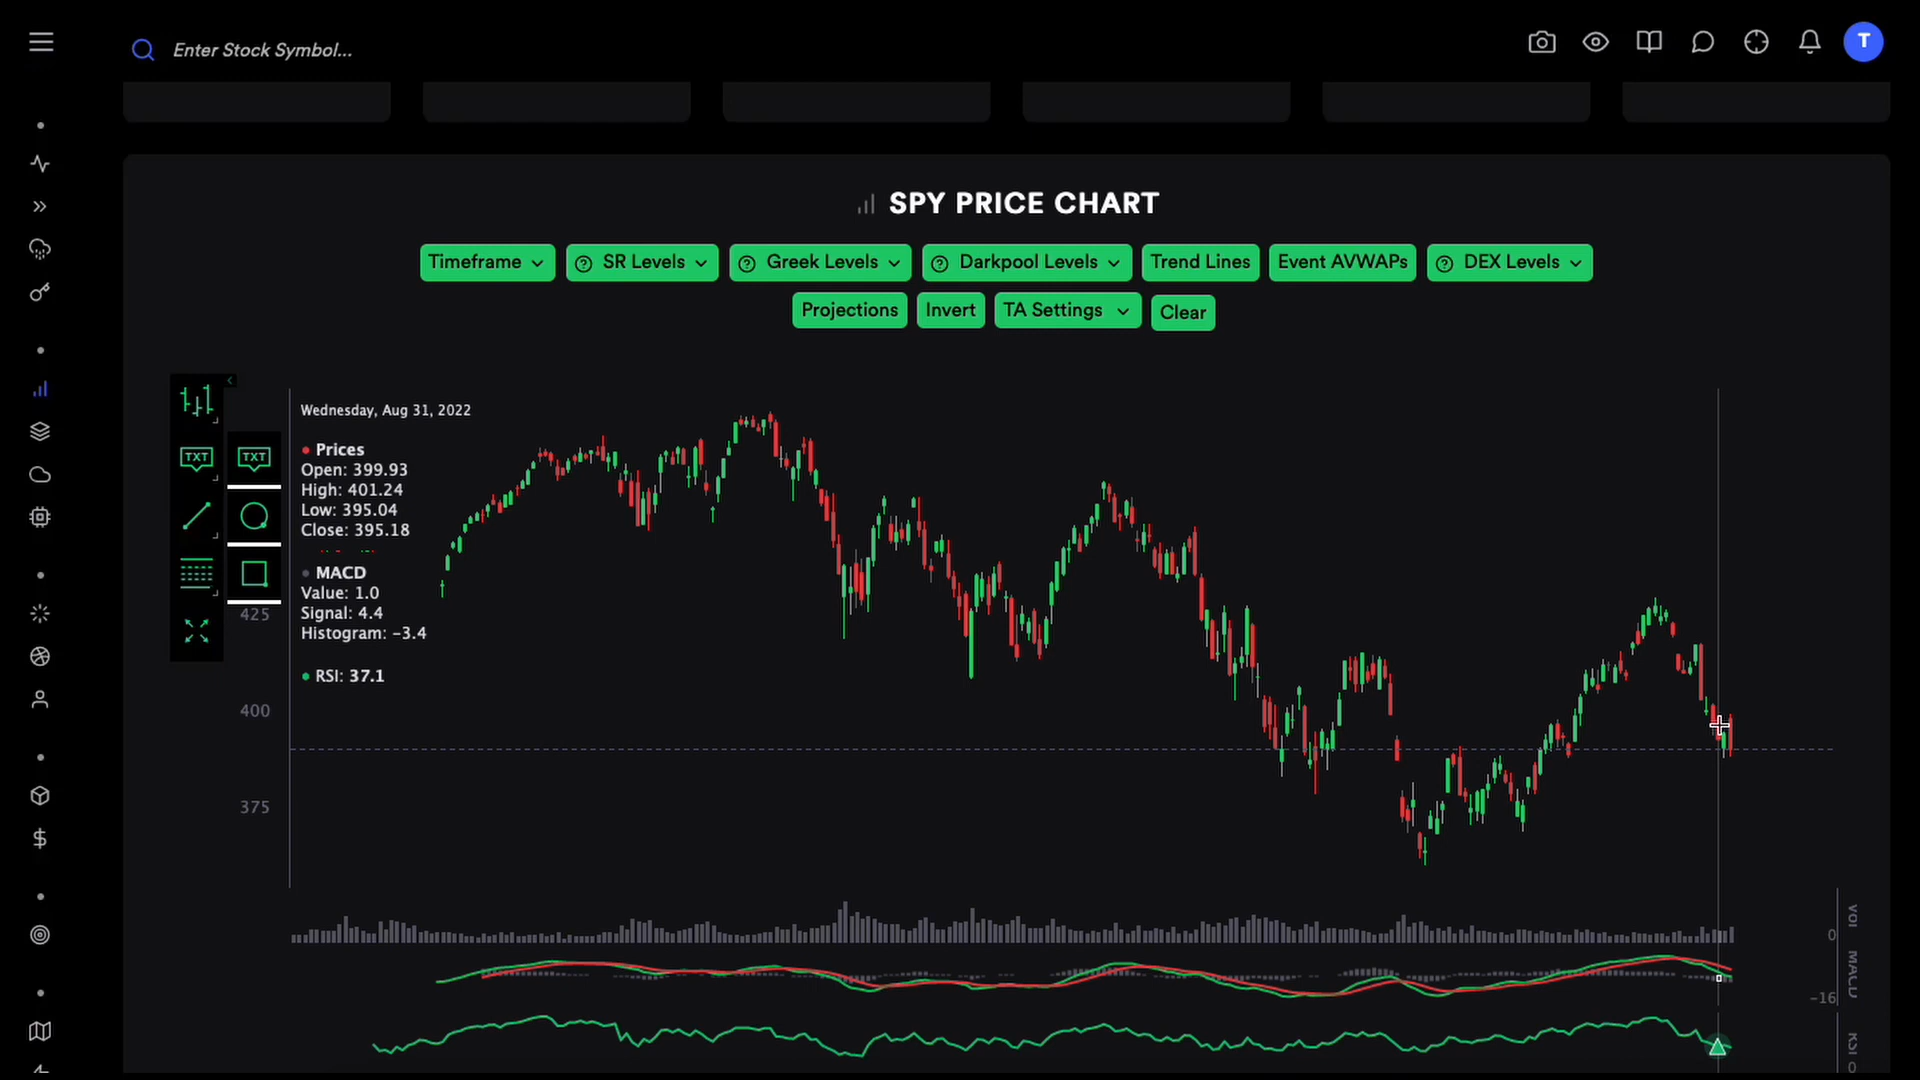 Enter Stock Symbol...
T
SPY PRICE CHART
Timeframe
SR Levels
Greek Levels
Darkpool Levels
Trend Lines
Event AVWAPs
DEX Levels
Projections
Invert
TA Settings
Clear
TXT
TXT
Wednesday, Aug 31, 2022
Prices
Open: 399.93
High: 401.24
Low: 395.04
Close: 395.18
MACD
Value: 1.0
Signal: 4.4
Histogram: −3.4
RSI: 37.1
425
400
375
0
MACD
−16
RSI
0